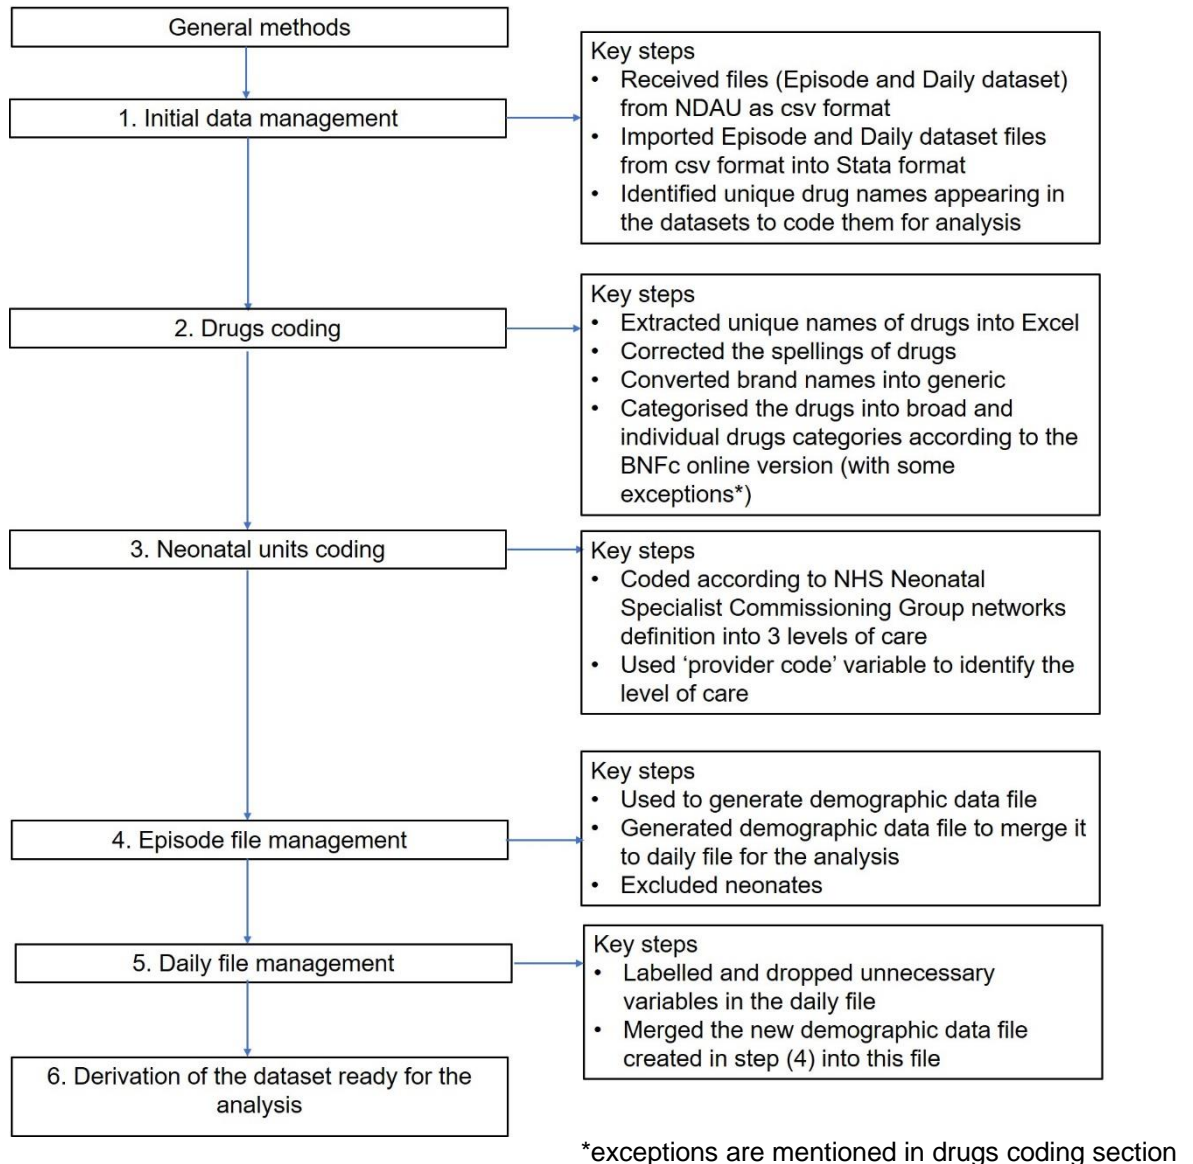 General methods
1. Initial data management
Key steps
• Received files (Episode and Daily dataset)
from NDAU as csv format
• Imported Episode and Daily dataset files
from csv format into Stata format
• Identified unique drug names appearing in
the datasets to code them for analysis
2. Drugs coding
Key steps
• Extracted unique names of drugs into Excel
• Corrected the spellings of drugs
• Converted brand names into generic
• Categorised the drugs into broad and
individual drugs categories according to the
BNFc online version (with some
exceptions*)
3. Neonatal units coding
Key steps
• Coded according to NHS Neonatal
Specialist Commissioning Group networks
definition into 3 levels of care
• Used ‘provider code’ variable to identify the
level of care
4. Episode file management
Key steps
• Used to generate demographic data file
• Generated demographic data file to merge it
to daily file for the analysis
• Excluded neonates
5. Daily file management
Key steps
• Labelled and dropped unnecessary
variables in the daily file
• Merged the new demographic data file
created in step (4) into this file
6. Derivation of the dataset ready for the
analysis
*exceptions are mentioned in drugs coding section